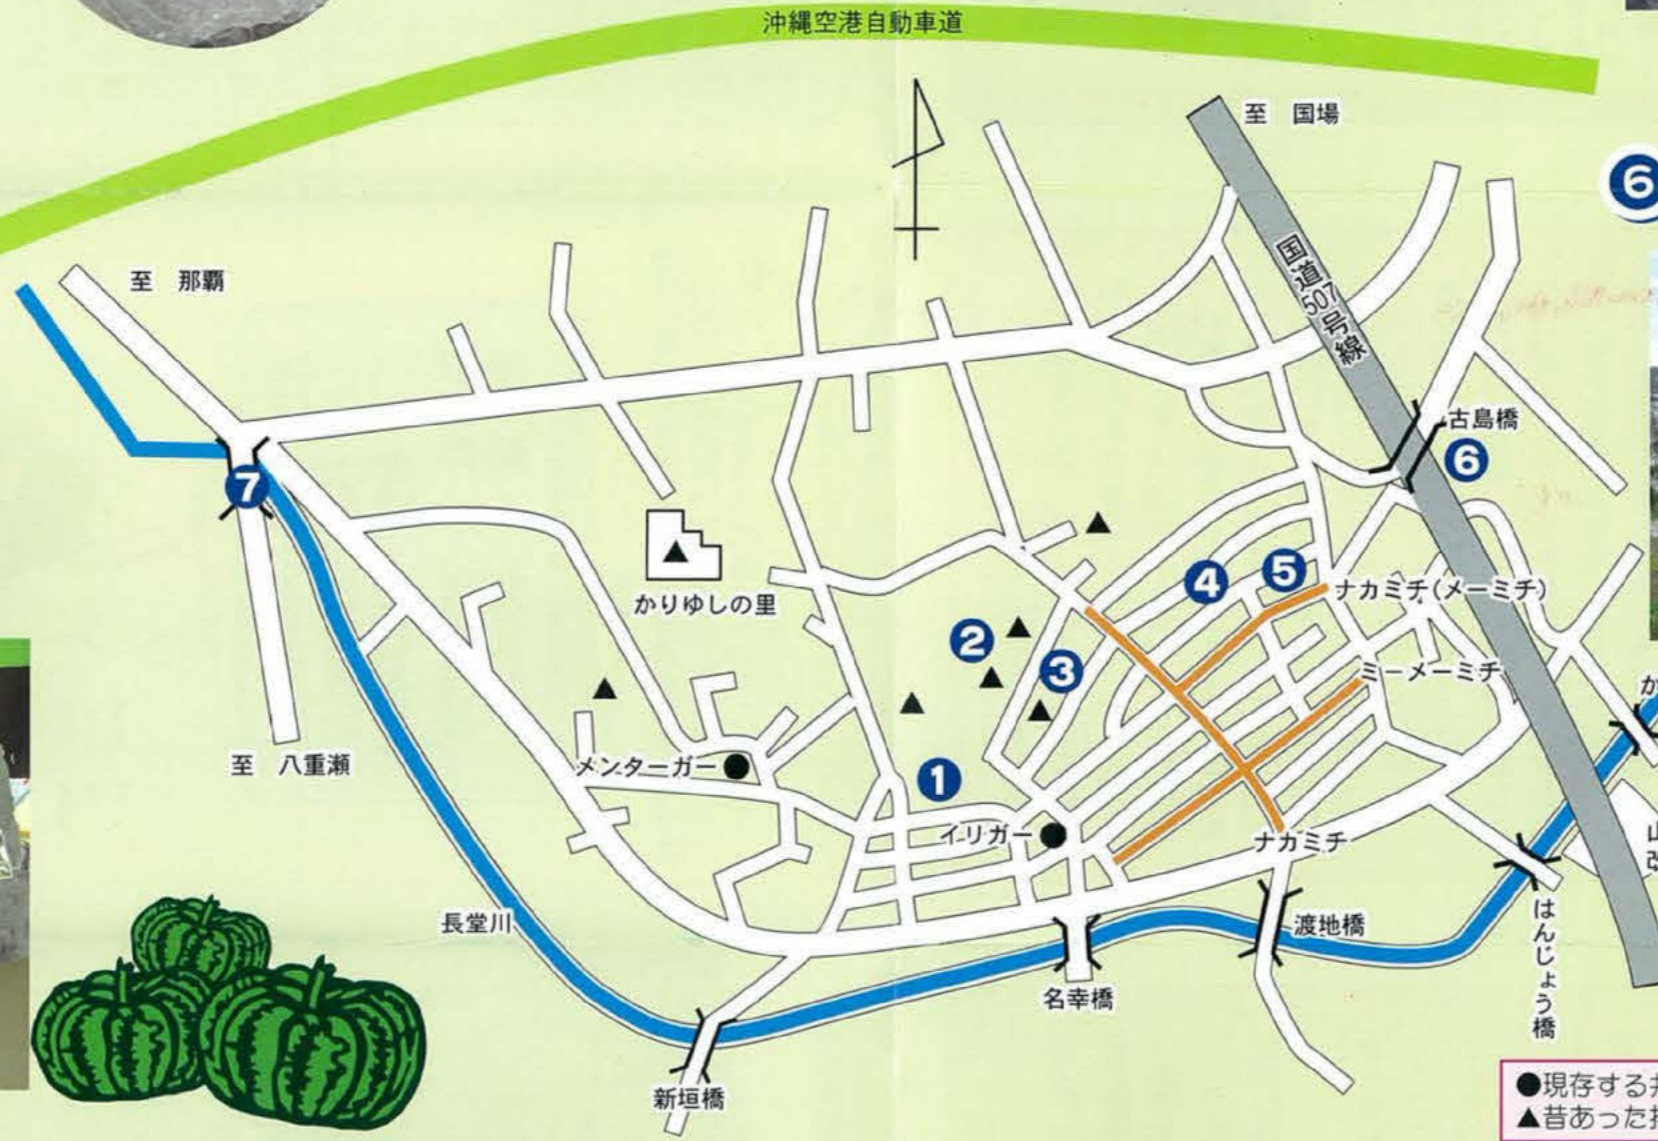 沖縄空港自動車道
至 国場
6
国道507号線
至 那覇
古島橋
6
7
かりゆしの里
4
5
ナカミチ(メーミチ)
2
3
ミーメーミチ
か
至 八重瀬
メンターガー
1
イリガー
ナカミチ
長堂川
渡地橋
はんじょう橋
名幸橋
新垣橋
●現存する
▲昔あった